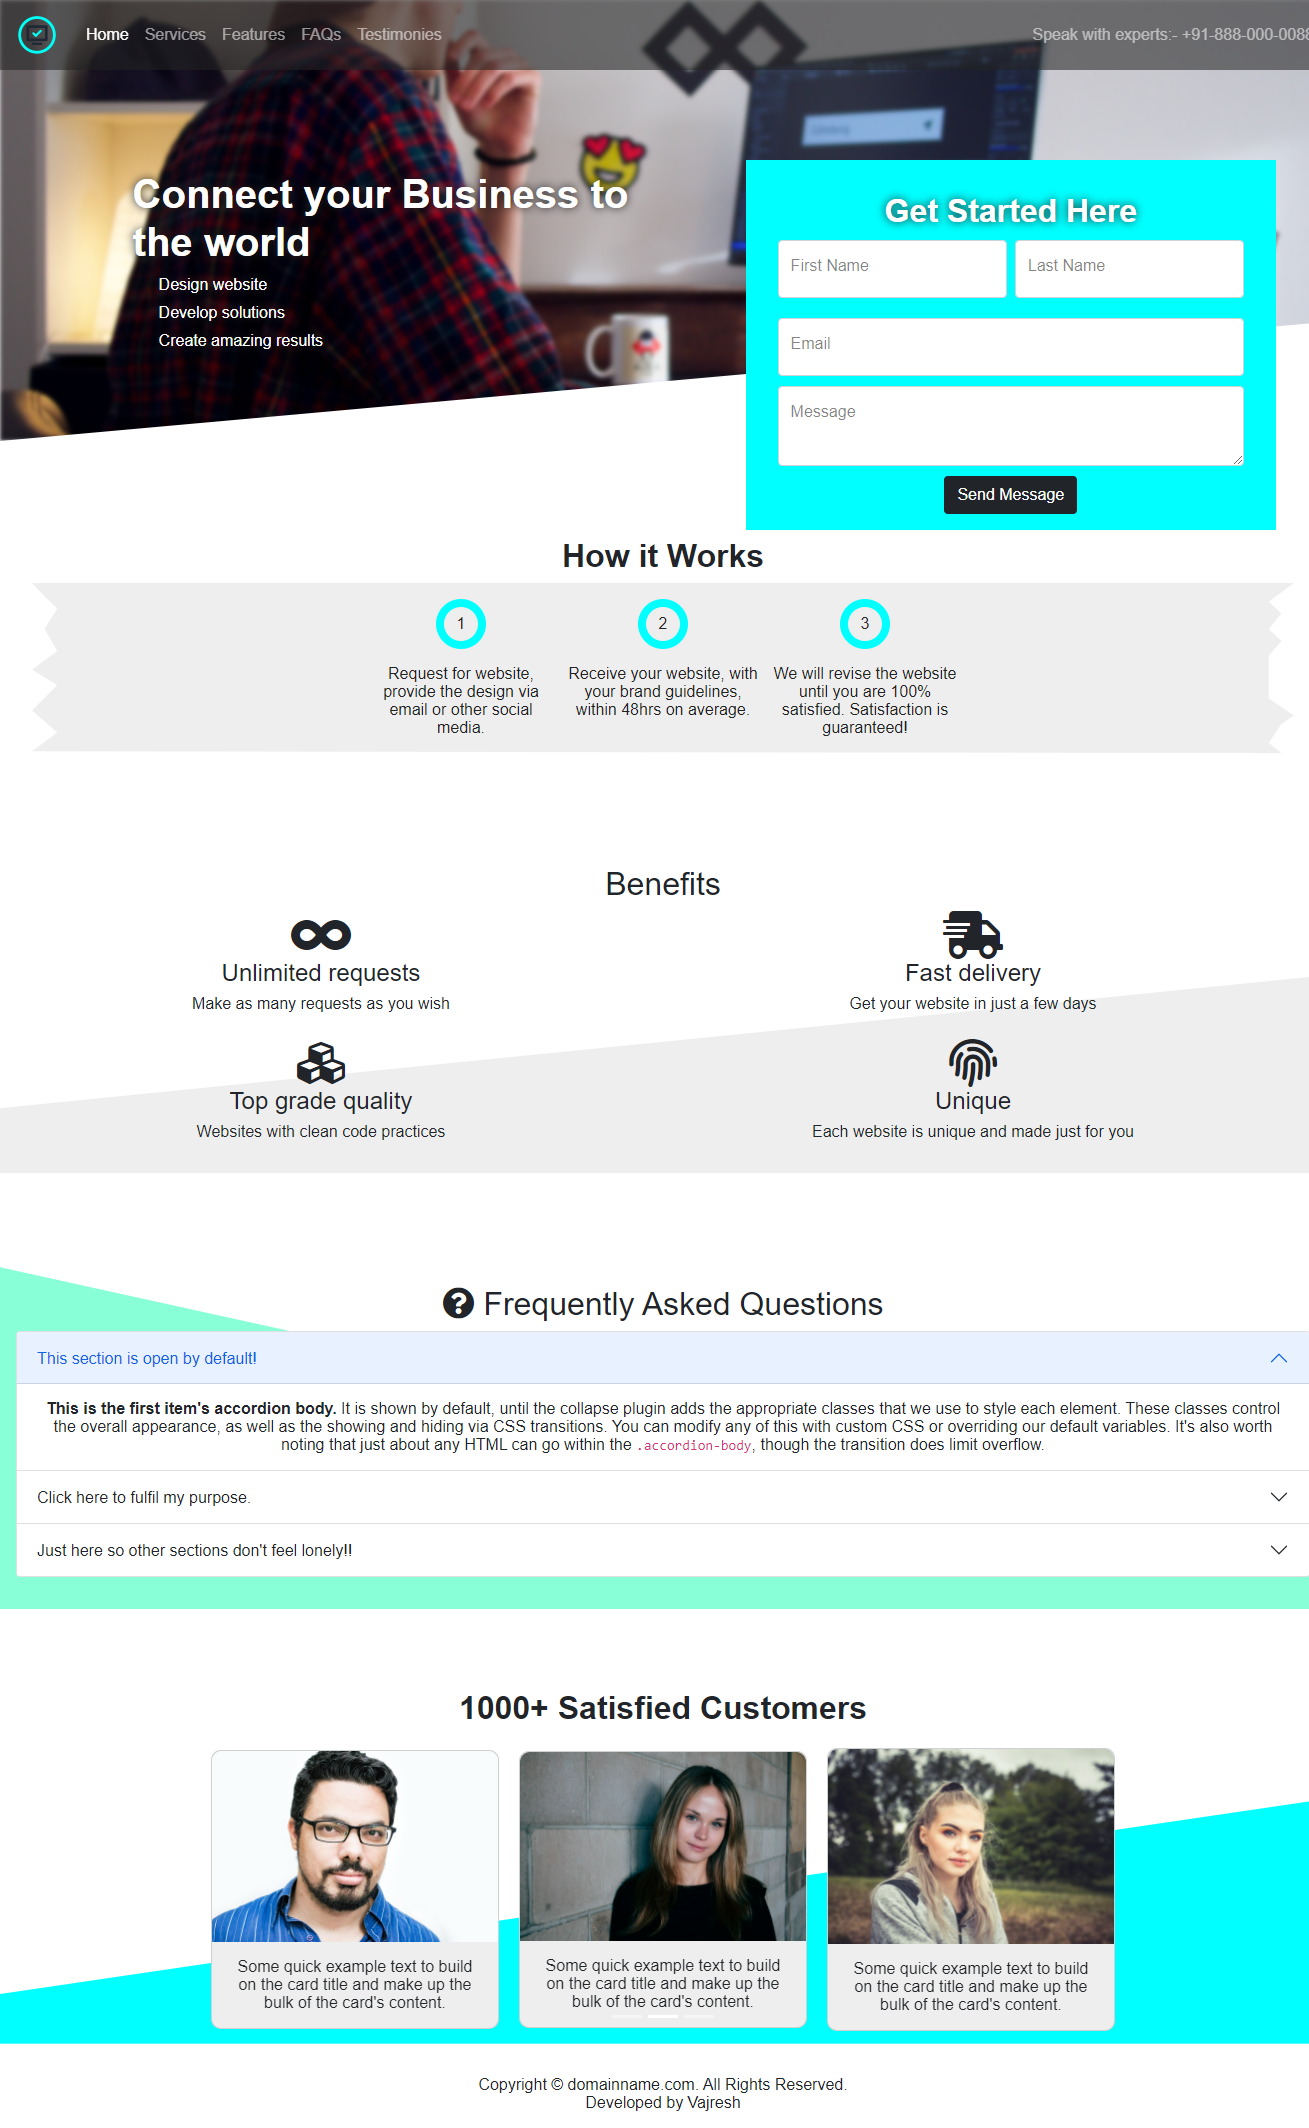 Home Services Features FAQs Testimonies Speak with experts:- +91-888-000-0088
Connect your Business to
the world
Design website
Develop solutions
Create amazing results
Get Started Here
First Name Last Name
Email
Message
Send Message
How it Works
1
Request for website,
provide the design via
email or other social
media.
2
Receive your website, with
your brand guidelines,
within 48hrs on average.
3
We will revise the website
until you are 100%
satisfied. Satisfaction is
guaranteed!
Benefits
Unlimited requests
Make as many requests as you wish
Fast delivery
Get your website in just a few days
Top grade quality
Websites with clean code practices
Unique
Each website is unique and made just for you
Frequently Asked Questions
This section is open by default!
This is the first item's accordion body. It is shown by default, until the collapse plugin adds the appropriate classes that we use to style each element. These classes control
the overall appearance, as well as the showing and hiding via CSS transitions. You can modify any of this with custom CSS or overriding our default variables. It's also worth
noting that just about any HTML can go within the .accordion-body, though the transition does limit overflow.
Click here to fulfil my purpose.
Just here so other sections don't feel lonely!!
1000+ Satisfied Customers
Some quick example text to build
on the card title and make up the
bulk of the card's content.
Some quick example text to build
on the card title and make up the
bulk of the card's content.
Some quick example text to build
on the card title and make up the
bulk of the card's content.
Copyright © domainname.com. All Rights Reserved.
Developed by Vajresh